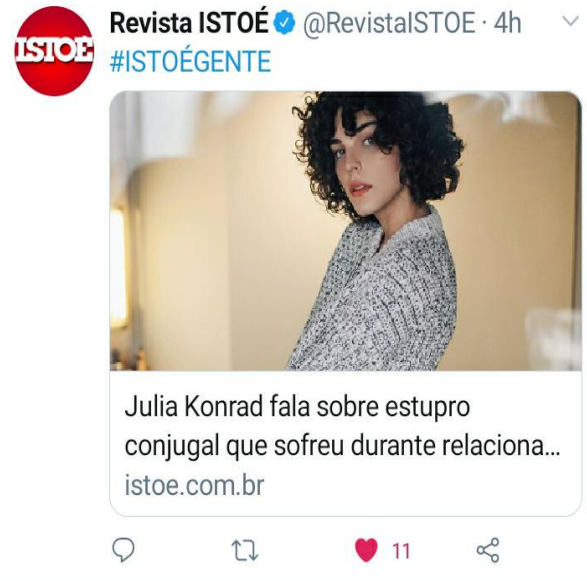 ISTOÉ
Revista ISTOÉ @RevistaISTOE · 4h
#ISTOÉGENTE
Julia Konrad fala sobre estupro
conjugal que sofreu durante relaciona...
istoe.com.br
11